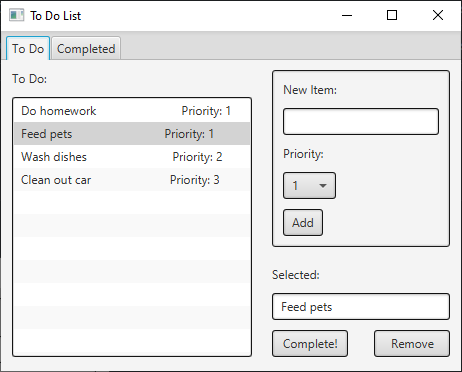 To Do List
To Do
Completed
To Do:
Do homework Priority: 1
Feed pets Priority: 1
Wash dishes Priority: 2
Clean out car Priority: 3
New Item:
Priority:
1
Add
Selected:
Feed pets
Complete!
Remove